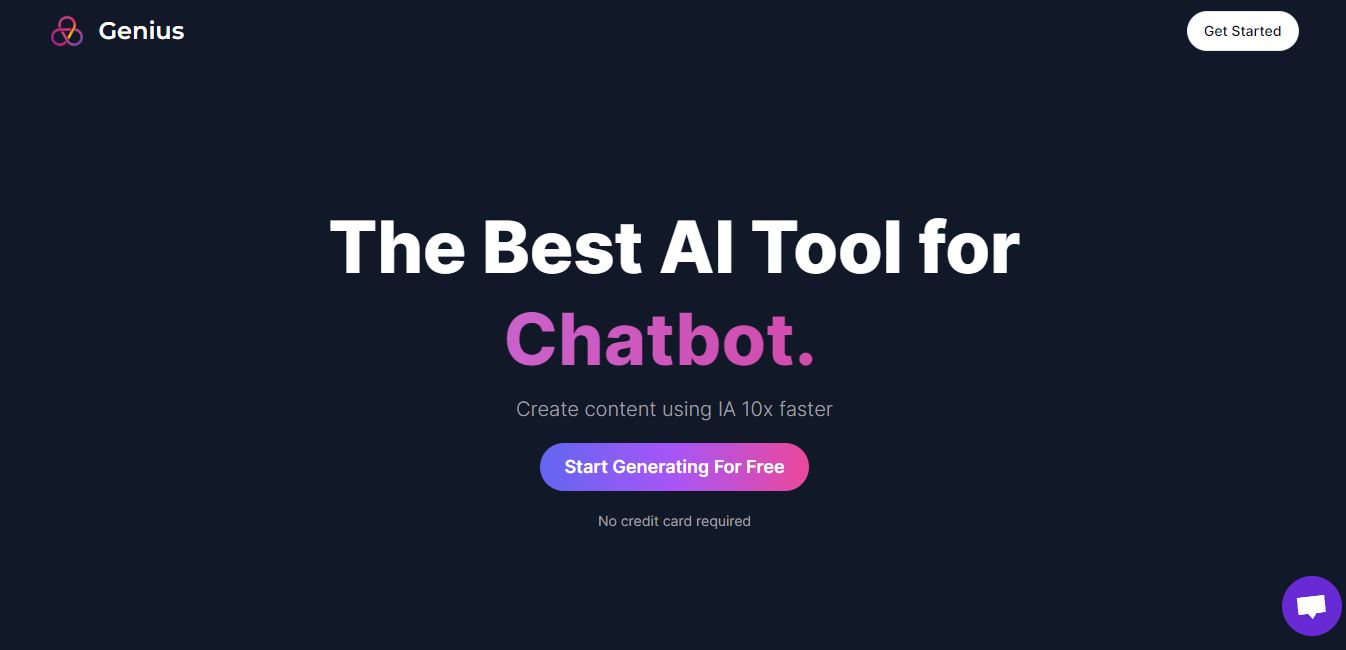 Genius
Get Started
The Best AI Tool for
Chatbot.
Create content using IA 10x faster
Start Generating For Free
No credit card required